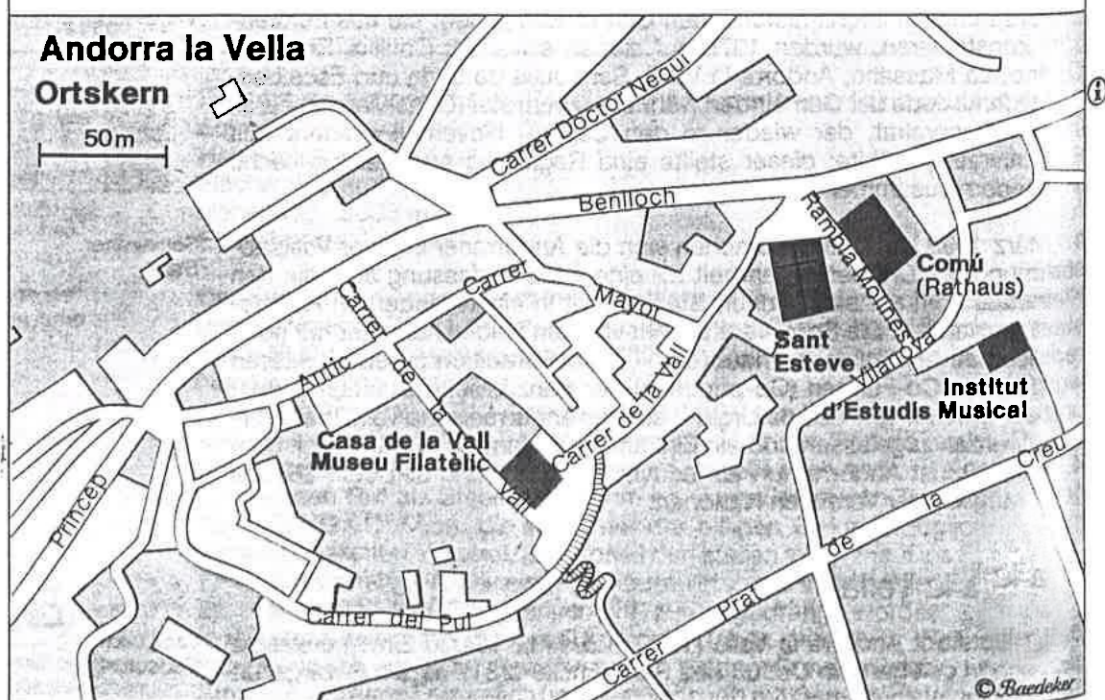 Andorra la Vella
Ortskern
50m
Carrer Doctor Nequi
Benlloch
Rambla Molines
Comú
(Rathaus)
Carrer
Mayor
Carrer de la Vall
Antic
Carrer de la Vall
Sant
Esteve
Vilanova
Institut
d'Estudis Musical
Casa de la Vall
Museu Filatèlic
Princep
Carrer del Pui
Carrer Prat de la Creu
© Baedeker